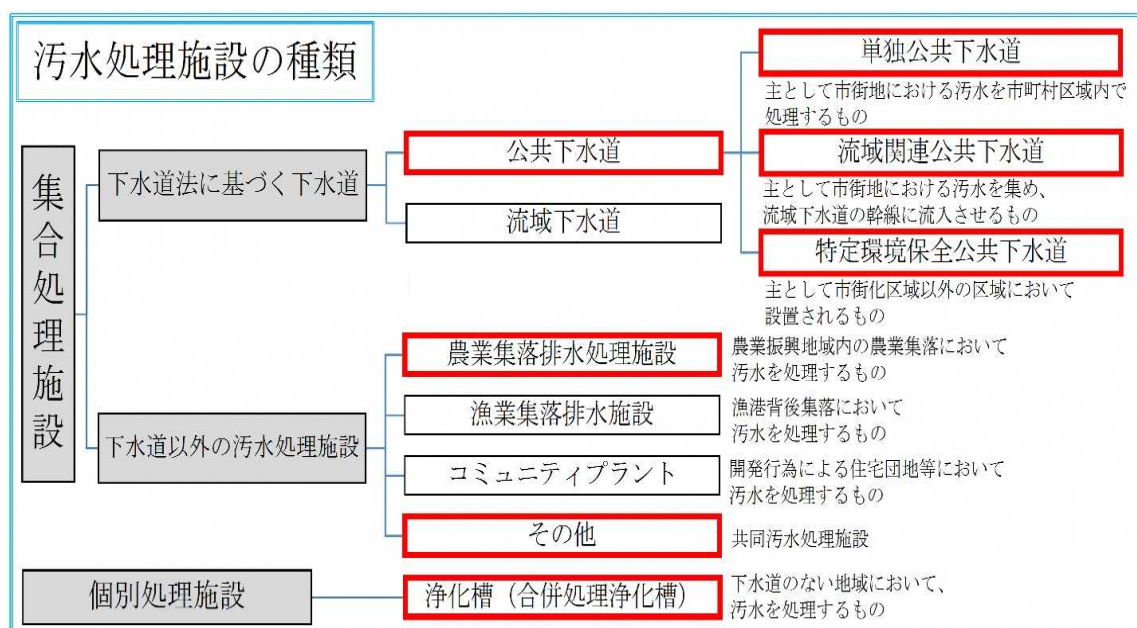 汚水処理施設の種類
集合処理施設
下水道法に基づく下水道
公共下水道
単独公共下水道
主として市街地における汚水を市町村区域内で
処理するもの
流域関連公共下水道
主として市街地における汚水を集め、
流域下水道の幹線に流入させるもの
特定環境保全公共下水道
主として市街化区域以外の区域において
設置されるもの
流域下水道
下水道以外の汚水処理施設
農業集落排水処理施設
農業振興地域内の農業集落において
汚水を処理するもの
漁業集落排水施設
漁港背後集落において
汚水を処理するもの
コミュニティプラント
開発行為による住宅団地等において
汚水を処理するもの
その他
共同汚水処理施設
個別処理施設
浄化槽（合併処理浄化槽）
下水道のない地域において、
汚水を処理するもの